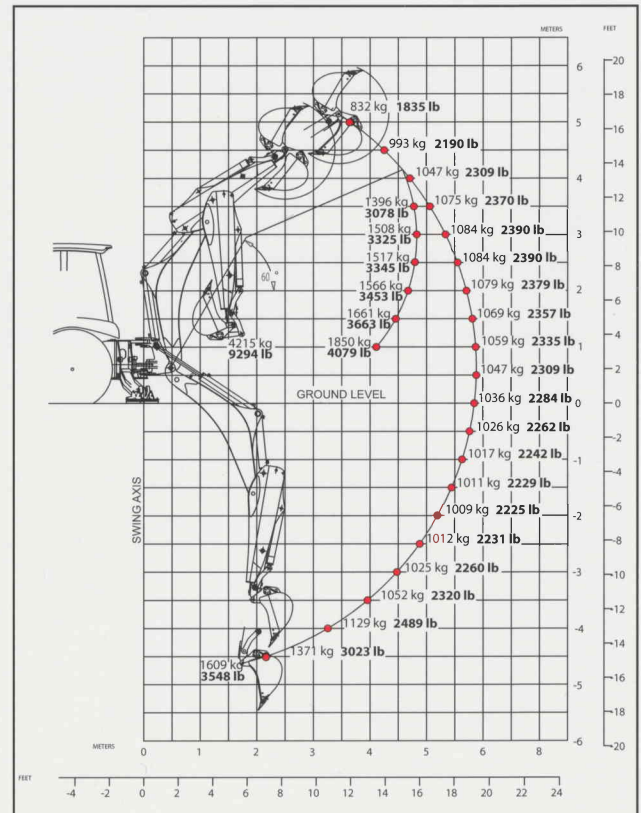 METERS FEET
6
5
4
3
2
1
0
-1
-2
-3
-4
-5
-6
20
18
16
14
12
10
8
6
4
2
0
-2
-4
-6
-8
-10
-12
-14
-16
-18
-20
832 kg 1835 lb
993 kg 2190 lb
1047 kg 2309 lb
1396 kg
3078 lb
1075 kg 2370 lb
1508 kg
3325 lb
1084 kg 2390 lb
1517 kg
3345 lb
1084 kg 2390 lb
1566 kg
3453 lb
1079 kg 2379 lb
1661 kg
3663 lb
1069 kg 2357 lb
1850 kg
4079 lb
1059 kg 2335 lb
60°
4215 kg
9294 lb
1047 kg 2309 lb
GROUND LEVEL
1036 kg 2284 lb
1026 kg 2262 lb
1017 kg 2242 lb
1011 kg 2229 lb
SWING AXIS
1009 kg 2225 lb
1012 kg 2231 lb
1025 kg 2260 lb
1052 kg 2320 lb
1129 kg 2489 lb
1371 kg 3023 lb
1609 kg
3548 lb
METERS 0 1 2 3 4 5 6 7 8
FEET
-4 -2 0 2 4 6 8 10 12 14 16 18 20 22 24